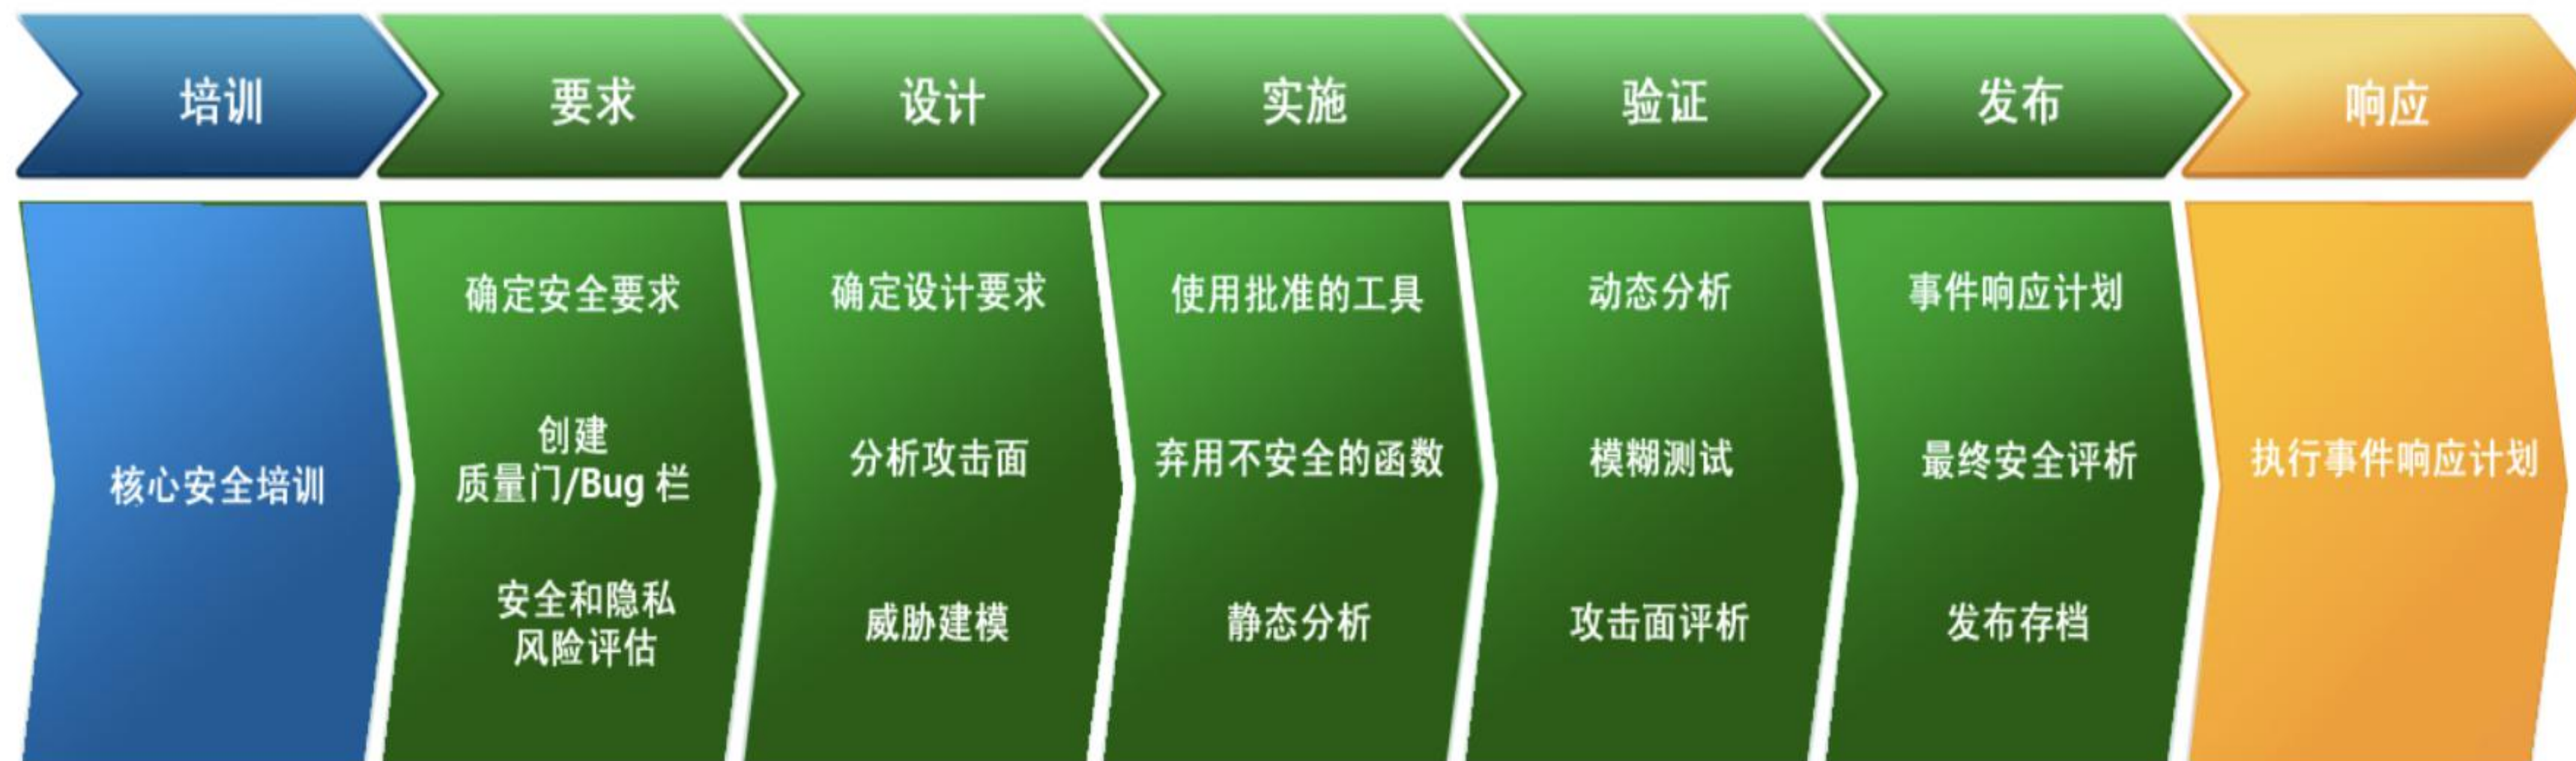 培训
要求
设计
实施
验证
发布
响应
核心安全培训
确定安全要求
创建
质量门/Bug 栏
安全和隐私
风险评估
确定设计要求
分析攻击面
威胁建模
使用批准的工具
弃用不安全的函数
静态分析
动态分析
模糊测试
攻击面评析
事件响应计划
最终安全评析
发布存档
执行事件响应计划